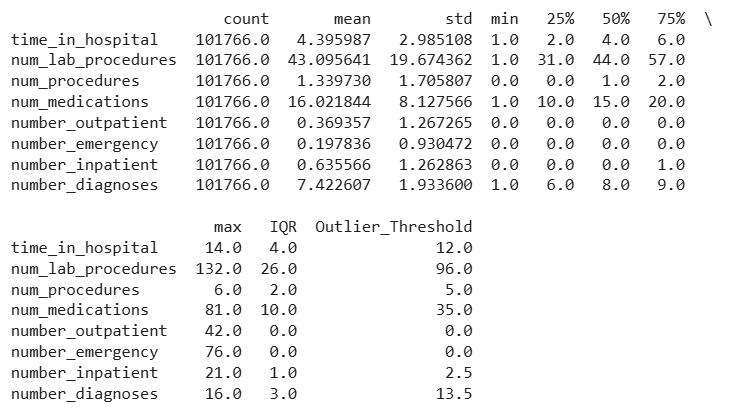 count mean std min 25% 50% 75% \
time_in_hospital 101766.0 4.395987 2.985108 1.0 2.0 4.0 6.0
num_lab_procedures 101766.0 43.095641 19.674362 1.0 31.0 44.0 57.0
num_procedures 101766.0 1.339730 1.705807 0.0 0.0 1.0 2.0
num_medications 101766.0 16.021844 8.127566 1.0 10.0 15.0 20.0
number_outpatient 101766.0 0.369357 1.267265 0.0 0.0 0.0 0.0
number_emergency 101766.0 0.197836 0.930472 0.0 0.0 0.0 0.0
number_inpatient 101766.0 0.635566 1.262863 0.0 0.0 0.0 1.0
number_diagnoses 101766.0 7.422607 1.933600 1.0 6.0 8.0 9.0
max IQR Outlier_Threshold
time_in_hospital 14.0 4.0 12.0
num_lab_procedures 132.0 26.0 96.0
num_procedures 6.0 2.0 5.0
num_medications 81.0 10.0 35.0
number_outpatient 42.0 0.0 0.0
number_emergency 76.0 0.0 0.0
number_inpatient 21.0 1.0 2.5
number_diagnoses 16.0 3.0 13.5